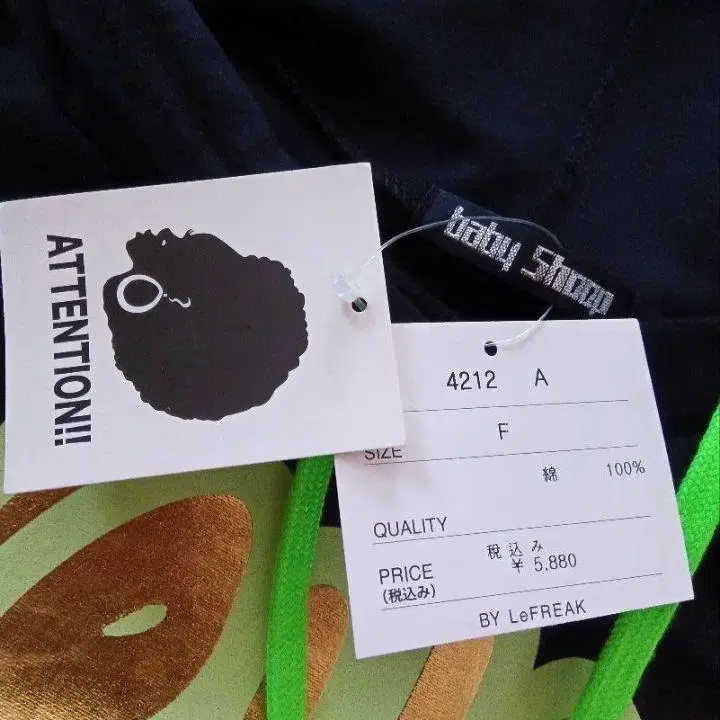 ATTENTION!!
baby Shoop
4212 A
SIZE F
綿 100%
QUALITY
税込み
PRICE ¥ 5,880
(税込み)
BY LeFREAK